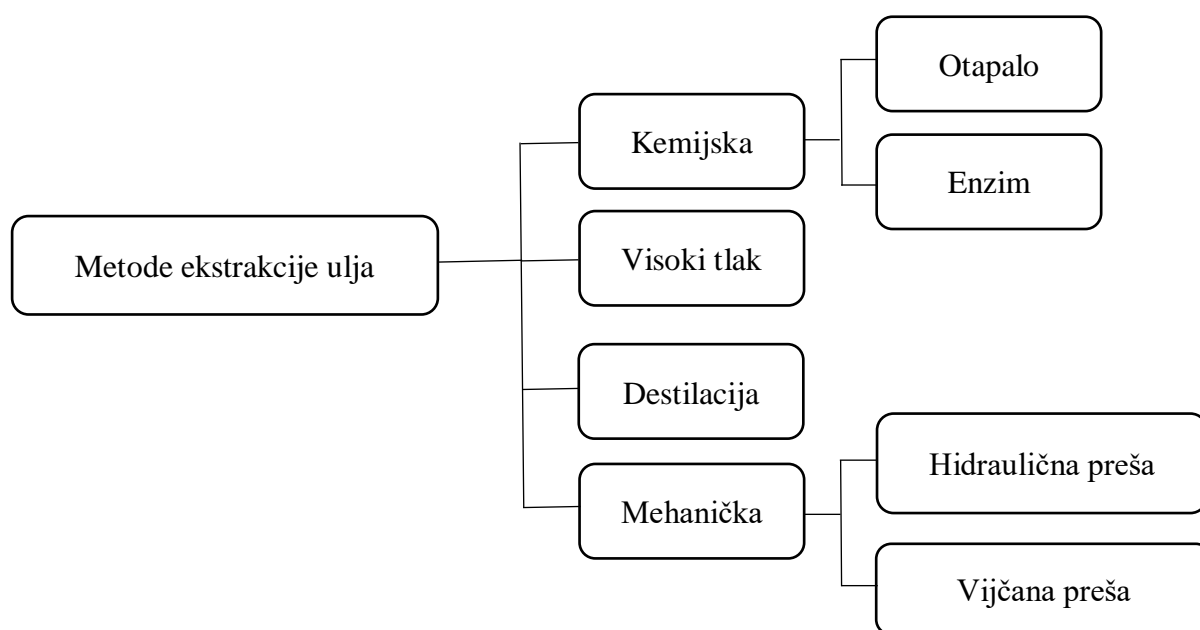 Metode ekstrakcije ulja
Kemijska
Otapalo
Enzim
Visoki tlak
Destilacija
Mehanička
Hidraulična preša
Vijčana preša